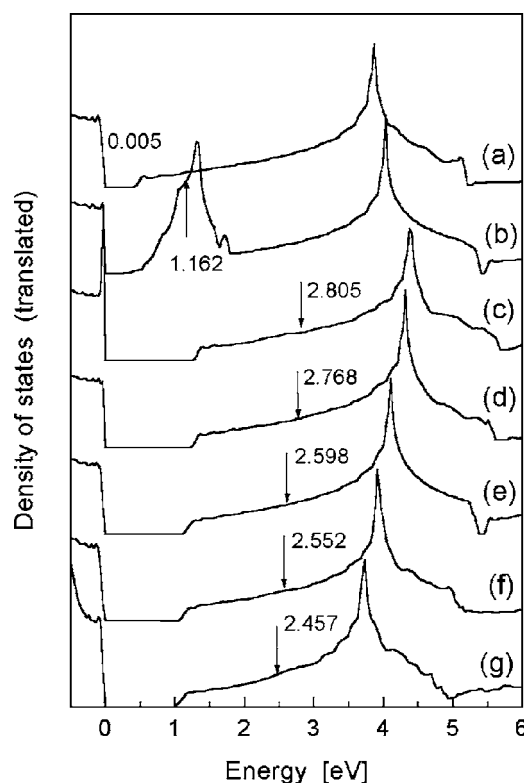 0.005
(a)
1.162
(b)
2.805
(c)
2.768
(d)
2.598
(e)
2.552
(f)
2.457
(g)
Density of states (translated)
0 1 2 3 4 5 6
Energy [eV]